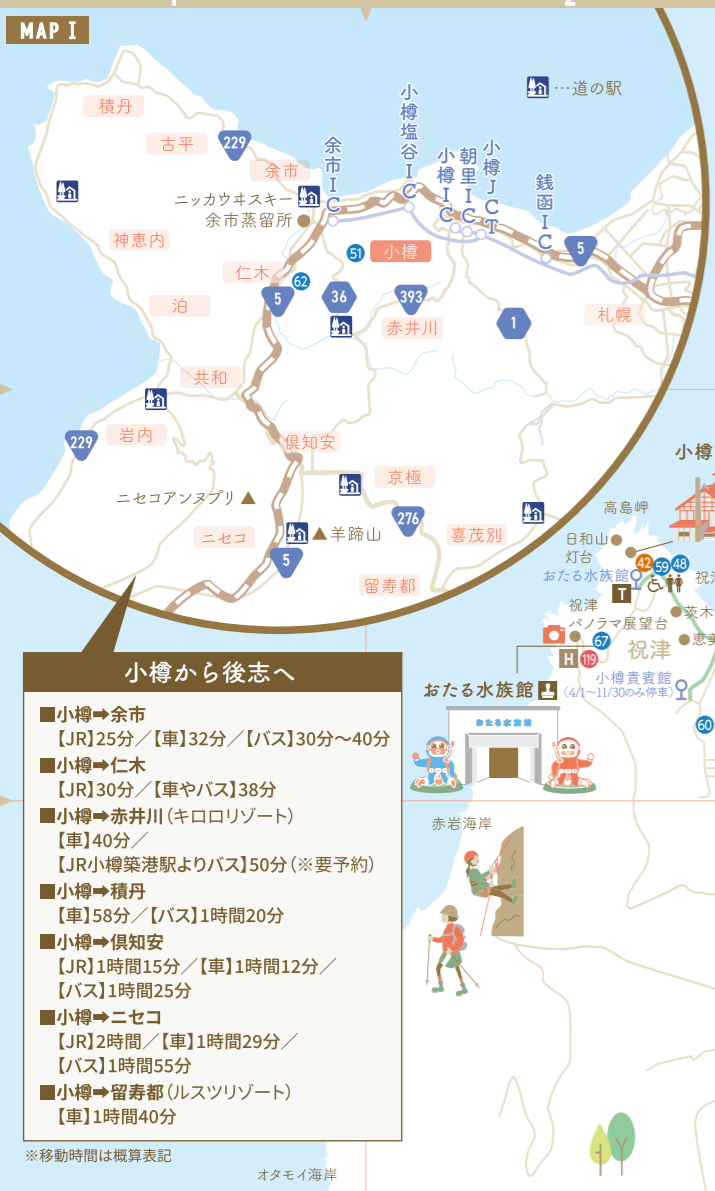 1
2
MAP I
…道の駅
積丹
古平
229
余市
余市IC
小樽塩谷IC
小樽IC
朝里IC
小樽JCT
銭函IC
ニッカウヰスキー
余市蒸留所
5
神恵内
51
小樽
仁木
62
5
36
393
1
泊
赤井川
札幌
共和
岩内
229
倶知安
京極
ニセコアンヌプリ
276
ニセコ
羊蹄山
喜茂別
5
留寿都
小樽
高島岬
日和山
灯台
42
59
48
おたる水族館
T
祝津
パノラマ展望台
67
H
119
祝津
茨木
恵美
小樽貴賓館
(4/1〜11/30のみ停車)
60
おたる水族館
おたる水族館
赤岩海岸
小樽から後志へ
■小樽➡余市
【JR】25分／【車】32分／【バス】30分〜40分
■小樽➡仁木
【JR】30分／【車やバス】38分
■小樽➡赤井川（キロロリゾート）
【車】40分／
【JR小樽築港駅よりバス】50分（※要予約）
■小樽➡積丹
【車】58分／【バス】1時間20分
■小樽➡倶知安
【JR】1時間15分／【車】1時間12分／
【バス】1時間25分
■小樽➡ニセコ
【JR】2時間／【車】1時間29分／
【バス】1時間55分
■小樽➡留寿都（ルスツリゾート）
【車】1時間40分
※移動時間は概算表記
オタモイ海岸